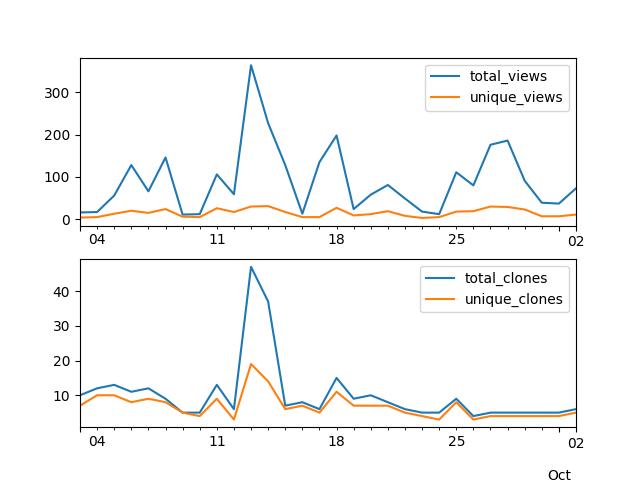 total_views
unique_views
300
200
100
0
04 11 18 25 02
total_clones
unique_clones
40
30
20
10
04 11 18 25 02
Oct